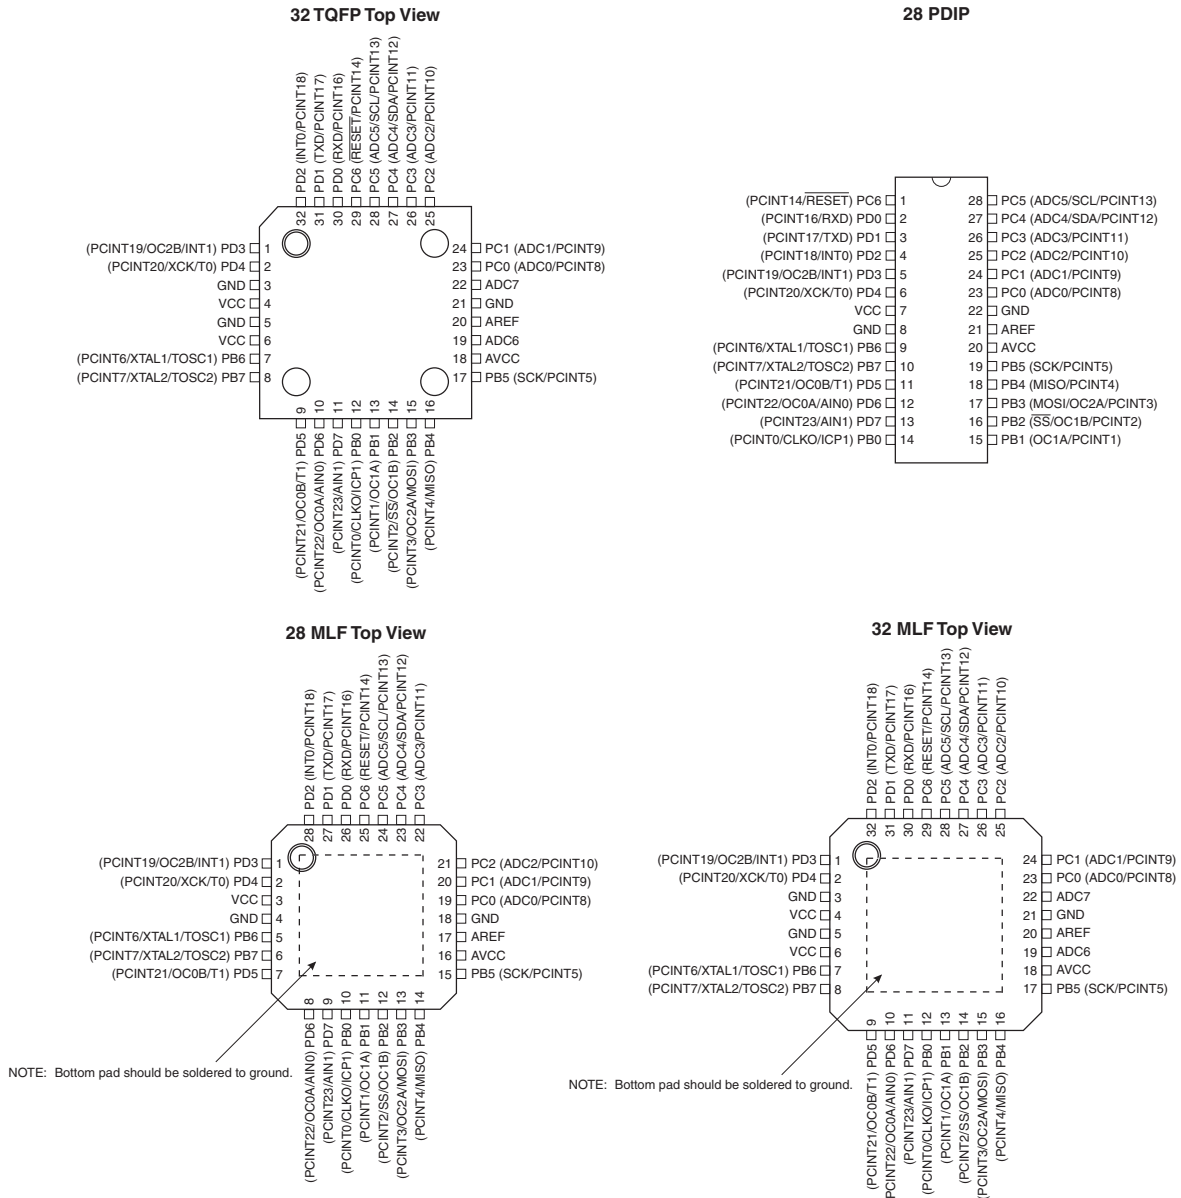 32 TQFP Top View
PD2 (INT0/PCINT18)
PD1 (TXD/PCINT17)
PD0 (RXD/PCINT16)
PC6 (RESET/PCINT14)
PC5 (ADC5/SCL/PCINT13)
PC4 (ADC4/SDA/PCINT12)
PC3 (ADC3/PCINT11)
PC2 (ADC2/PCINT10)
32 31 30 29 28 27 26 25
(PCINT19/OC2B/INT1) PD3 1
(PCINT20/XCK/T0) PD4 2
GND 3
VCC 4
GND 5
VCC 6
(PCINT6/XTAL1/TOSC1) PB6 7
(PCINT7/XTAL2/TOSC2) PB7 8
24 PC1 (ADC1/PCINT9)
23 PC0 (ADC0/PCINT8)
22 ADC7
21 GND
20 AREF
19 ADC6
18 AVCC
17 PB5 (SCK/PCINT5)
9 10 11 12 13 14 15 16
(PCINT21/OC0B/T1) PD5
(PCINT22/OC0A/AIN0) PD6
(PCINT23/AIN1) PD7
(PCINT0/CLKO/ICP1) PB0
(PCINT1/OC1A) PB1
(PCINT2/SS/OC1B) PB2
(PCINT3/OC2A/MOSI) PB3
(PCINT4/MISO) PB4
28 PDIP
(PCINT14/RESET) PC6 1
(PCINT16/RXD) PD0 2
(PCINT17/TXD) PD1 3
(PCINT18/INT0) PD2 4
(PCINT19/OC2B/INT1) PD3 5
(PCINT20/XCK/T0) PD4 6
VCC 7
GND 8
(PCINT6/XTAL1/TOSC1) PB6 9
(PCINT7/XTAL2/TOSC2) PB7 10
(PCINT21/OC0B/T1) PD5 11
(PCINT22/OC0A/AIN0) PD6 12
(PCINT23/AIN1) PD7 13
(PCINT0/CLKO/ICP1) PB0 14
28 PC5 (ADC5/SCL/PCINT13)
27 PC4 (ADC4/SDA/PCINT12)
26 PC3 (ADC3/PCINT11)
25 PC2 (ADC2/PCINT10)
24 PC1 (ADC1/PCINT9)
23 PC0 (ADC0/PCINT8)
22 GND
21 AREF
20 AVCC
19 PB5 (SCK/PCINT5)
18 PB4 (MISO/PCINT4)
17 PB3 (MOSI/OC2A/PCINT3)
16 PB2 (SS/OC1B/PCINT2)
15 PB1 (OC1A/PCINT1)
28 MLF Top View
PD2 (INT0/PCINT18)
PD1 (TXD/PCINT17)
PD0 (RXD/PCINT16)
PC6 (RESET/PCINT14)
PC5 (ADC5/SCL/PCINT13)
PC4 (ADC4/SDA/PCINT12)
PC3 (ADC3/PCINT11)
28 27 26 25 24 23 22
(PCINT19/OC2B/INT1) PD3 1
(PCINT20/XCK/T0) PD4 2
VCC 3
GND 4
(PCINT6/XTAL1/TOSC1) PB6 5
(PCINT7/XTAL2/TOSC2) PB7 6
(PCINT21/OC0B/T1) PD5 7
21 PC2 (ADC2/PCINT10)
20 PC1 (ADC1/PCINT9)
19 PC0 (ADC0/PCINT8)
18 GND
17 AREF
16 AVCC
15 PB5 (SCK/PCINT5)
8 9 10 11 12 13 14
(PCINT22/OC0A/AIN0) PD6
(PCINT23/AIN1) PD7
(PCINT0/CLKO/ICP1) PB0
(PCINT1/OC1A) PB1
(PCINT2/SS/OC1B) PB2
(PCINT3/OC2A/MOSI) PB3
(PCINT4/MISO) PB4
NOTE: Bottom pad should be soldered to ground.
32 MLF Top View
PD2 (INT0/PCINT18)
PD1 (TXD/PCINT17)
PD0 (RXD/PCINT16)
PC6 (RESET/PCINT14)
PC5 (ADC5/SCL/PCINT13)
PC4 (ADC4/SDA/PCINT12)
PC3 (ADC3/PCINT11)
PC2 (ADC2/PCINT10)
32 31 30 29 28 27 26 25
(PCINT19/OC2B/INT1) PD3 1
(PCINT20/XCK/T0) PD4 2
GND 3
VCC 4
GND 5
VCC 6
(PCINT6/XTAL1/TOSC1) PB6 7
(PCINT7/XTAL2/TOSC2) PB7 8
24 PC1 (ADC1/PCINT9)
23 PC0 (ADC0/PCINT8)
22 ADC7
21 GND
20 AREF
19 ADC6
18 AVCC
17 PB5 (SCK/PCINT5)
9 10 11 12 13 14 15 16
(PCINT21/OC0B/T1) PD5
PCINT22/OC0A/AIN0) PD6
(PCINT23/AIN1) PD7
(PCINT0/CLKO/ICP1) PB0
(PCINT1/OC1A) PB1
(PCINT2/SS/OC1B) PB2
PCINT3/OC2A/MOSI) PB3
(PCINT4/MISO) PB4
NOTE: Bottom pad should be soldered to ground.